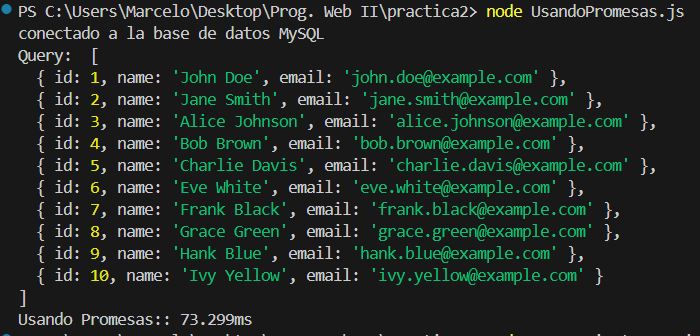 PS C:\Users\Marcelo\Desktop\Prog. Web II\practica2> node UsandoPromesas.js
conectado a la base de datos MySQL
Query:  [
  { id: 1, name: 'John Doe', email: 'john.doe@example.com' },
  { id: 2, name: 'Jane Smith', email: 'jane.smith@example.com' },
  { id: 3, name: 'Alice Johnson', email: 'alice.johnson@example.com' },
  { id: 4, name: 'Bob Brown', email: 'bob.brown@example.com' },
  { id: 5, name: 'Charlie Davis', email: 'charlie.davis@example.com' },
  { id: 6, name: 'Eve White', email: 'eve.white@example.com' },
  { id: 7, name: 'Frank Black', email: 'frank.black@example.com' },
  { id: 8, name: 'Grace Green', email: 'grace.green@example.com' },
  { id: 9, name: 'Hank Blue', email: 'hank.blue@example.com' },
  { id: 10, name: 'Ivy Yellow', email: 'ivy.yellow@example.com' }
]
Usando Promesas:: 73.299ms